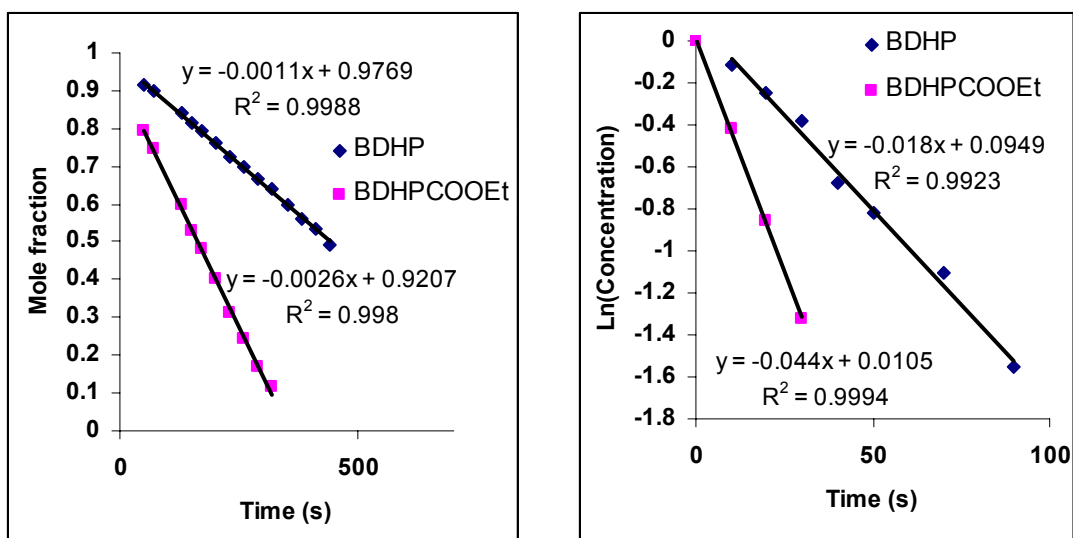 1
0.9
0.8
0.7
0.6
0.5
0.4
0.3
0.2
0.1
0
Mole fraction
y = -0.0011x + 0.9769
R² = 0.9988
BDHP
BDHPCOOEt
y = -0.0026x + 0.9207
R² = 0.998
0 500
Time (s)
0
-0.2
-0.4
-0.6
-0.8
-1
-1.2
-1.4
-1.6
-1.8
Ln(Concentration)
BDHP
BDHPCOOEt
y = -0.018x + 0.0949
R² = 0.9923
y = -0.044x + 0.0105
R² = 0.9994
0 50 100
Time (s)